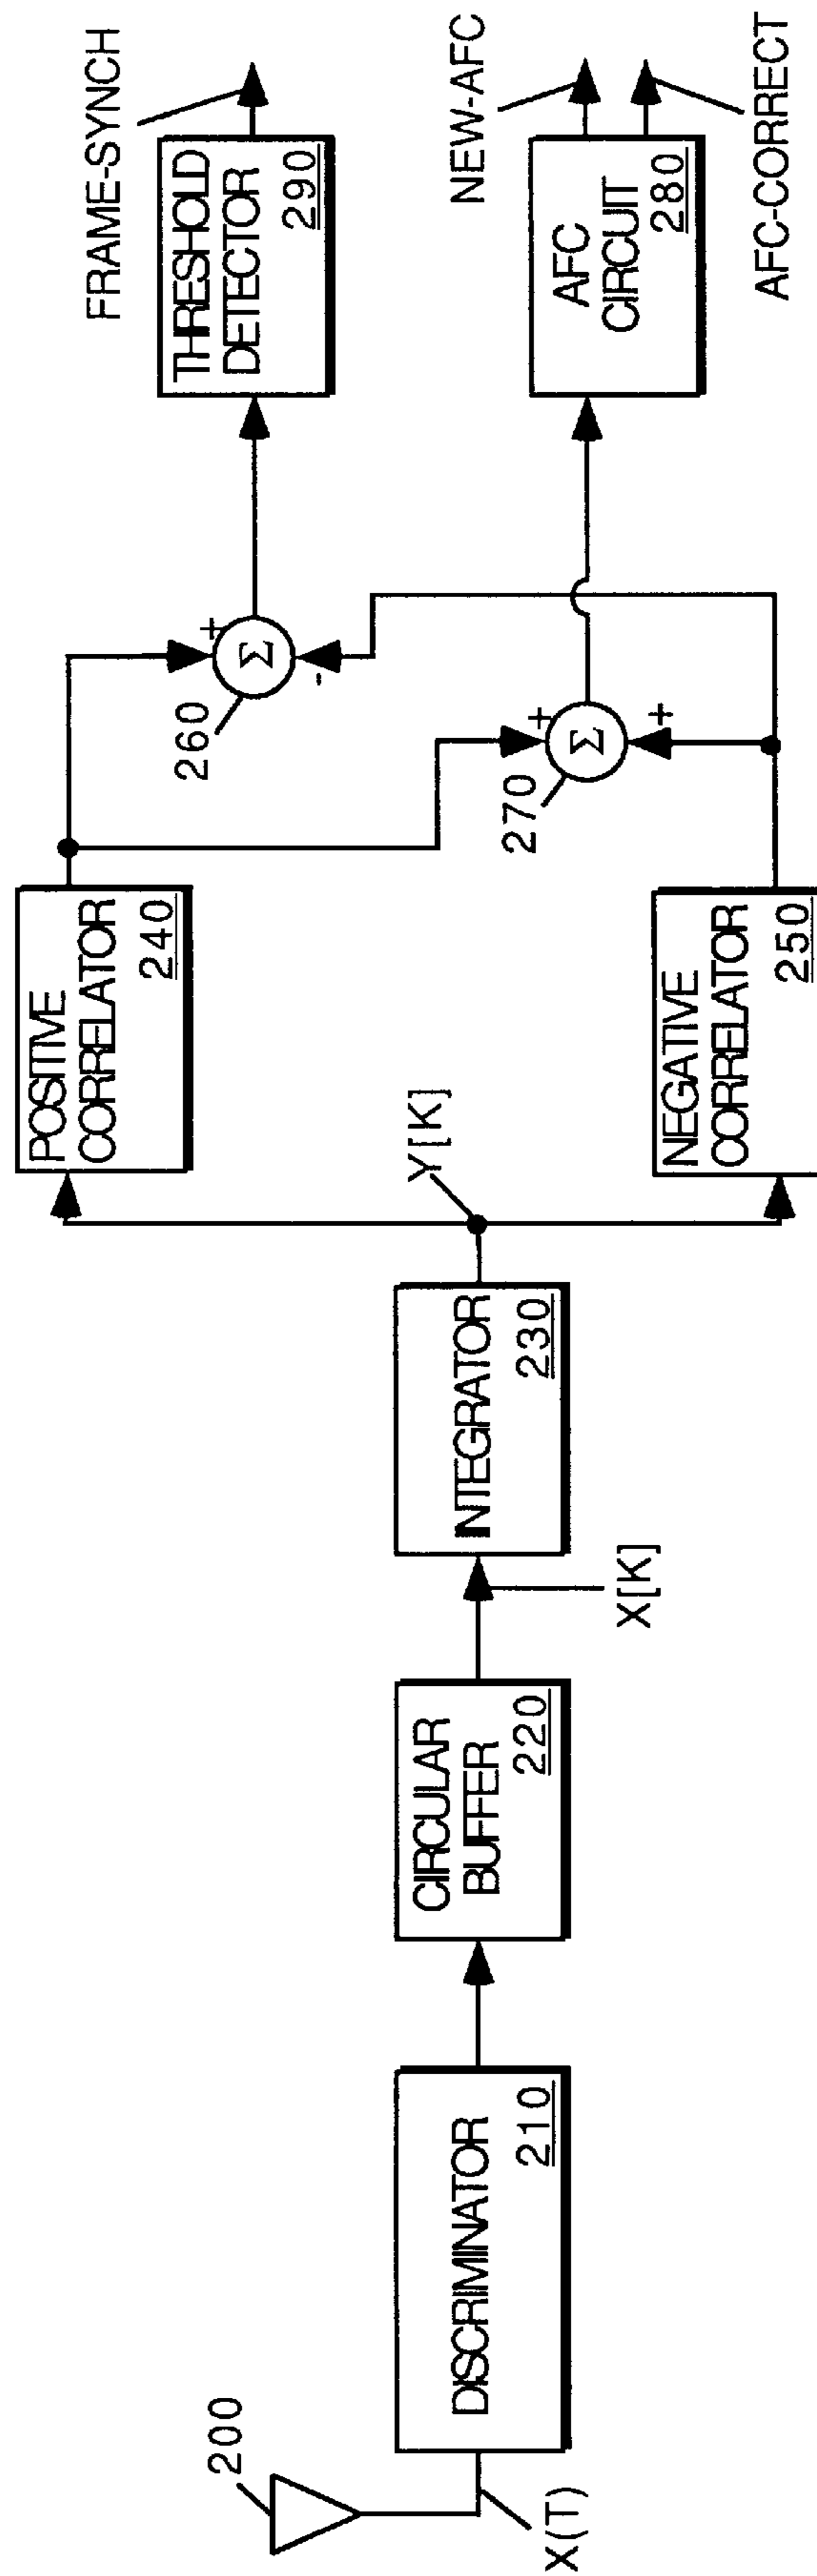 200
X(T)
DISCRIMINATOR
210
CIRCULAR
BUFFER
220
X[K]
INTEGRATOR
230
Y[K]
POSITIVE
CORRELATOR
240
NEGATIVE
CORRELATOR
250
260
Σ
+
-
270
Σ
+
+
THRESHOLD
DETECTOR
290
FRAME-SYNCH
AFC
CIRCUIT
280
NEW-AFC
AFC-CORRECT